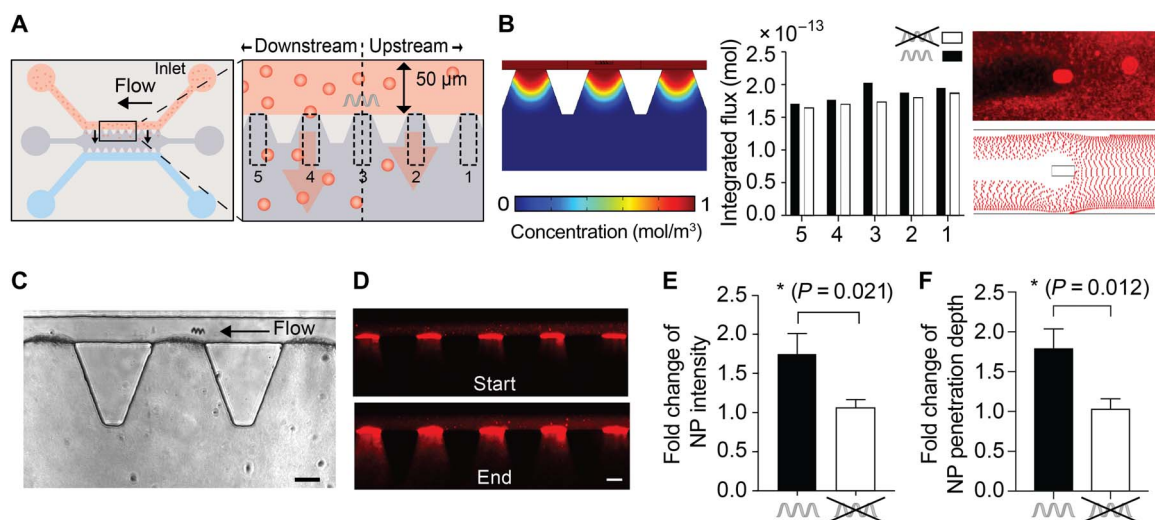 A
Inlet
Flow
Downstream Upstream
50 μm
5 4 3 2 1
B
0 1
Concentration (mol/m³)
× 10⁻¹³
Integrated flux (mol)
2.5
2.0
1.5
1.0
0.5
0.0
5 4 3 2 1
C
Flow
D
Start
End
E
* (P = 0.021)
Fold change of
NP intensity
2.5
2.0
1.5
1.0
0.5
0.0
F
* (P = 0.012)
Fold change of
NP penetration depth
2.5
2.0
1.5
1.0
0.5
0.0